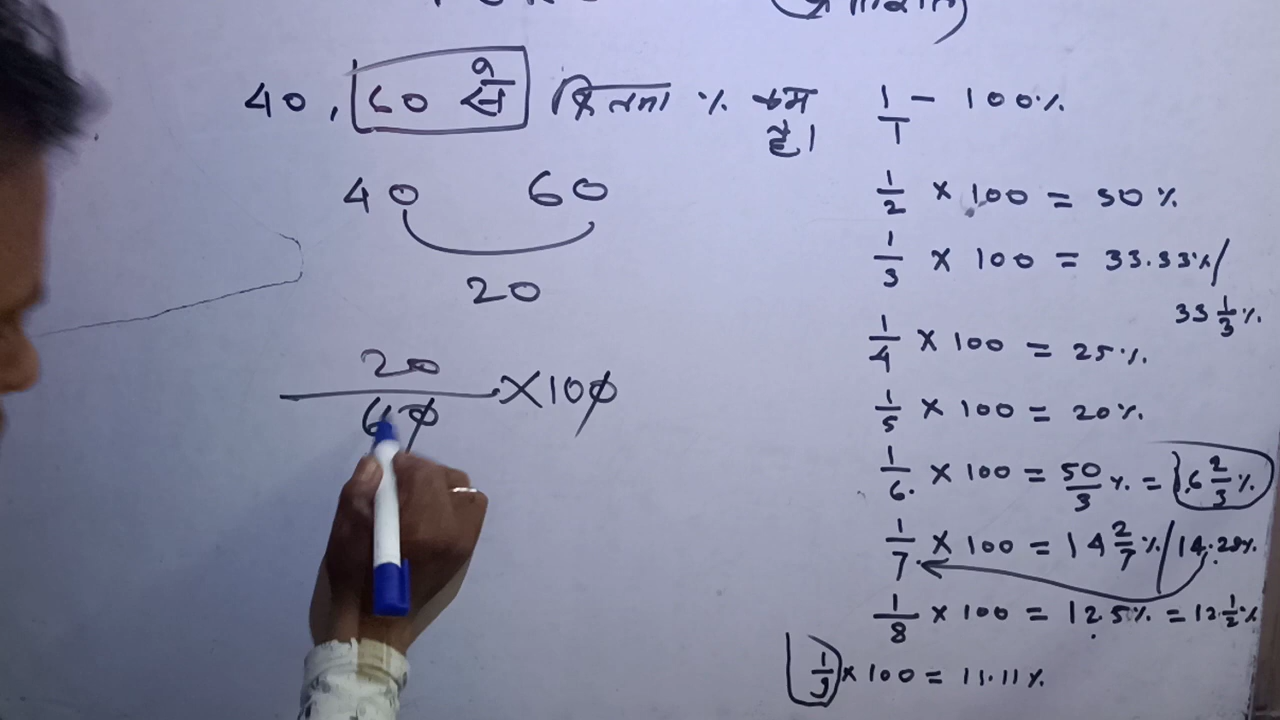 40, 60 से कितना % कम
है।
40 60
20
20/60 × 100
1/1 - 100%
1/2 × 100 = 50%
1/3 × 100 = 33.33% /
33 1/3 %.
1/4 × 100 = 25%.
1/5 × 100 = 20%.
1/6. × 100 = 50/3 %. = 16 2/3 %.
1/7. × 100 = 14 2/7 % / 14.28%.
1/8 × 100 = 12.5% = 12 1/2 %
1/9 × 100 = 11.11%.